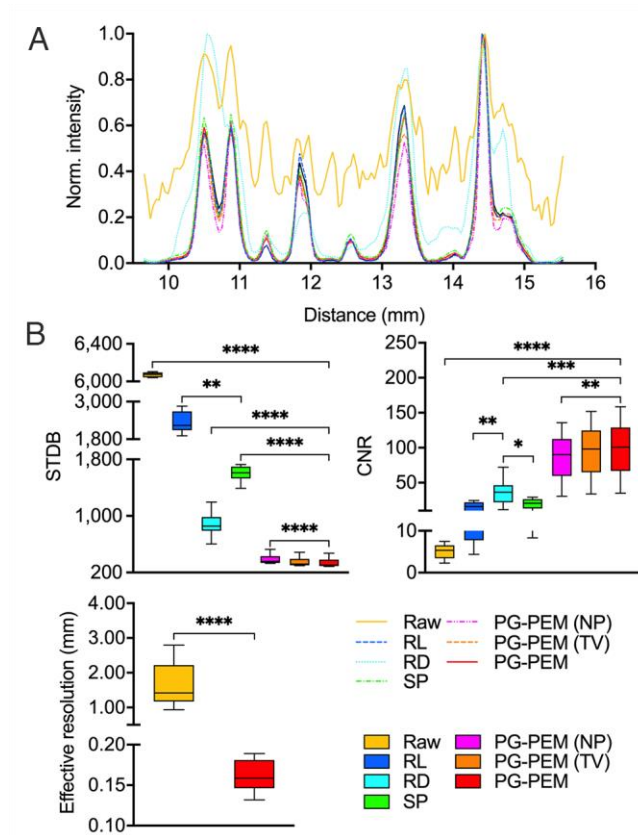 A
Norm. intensity
1.0
0.8
0.6
0.4
0.2
0.0
10 11 12 13 14 15 16
Distance (mm)
B
STDB
6,400
6,000
3,000
1,800
1,800
1,000
200
****
**
****
****
****
CNR
250
200
150
100
50
10
5
0
****
***
**
**
*
Effective resolution (mm)
4.00
3.00
2.00
1.00
0.20
0.15
0.10
****
Raw PG-PEM (NP)
RL PG-PEM (TV)
RD PG-PEM
SP
Raw PG-PEM (NP)
RL PG-PEM (TV)
RD PG-PEM
SP